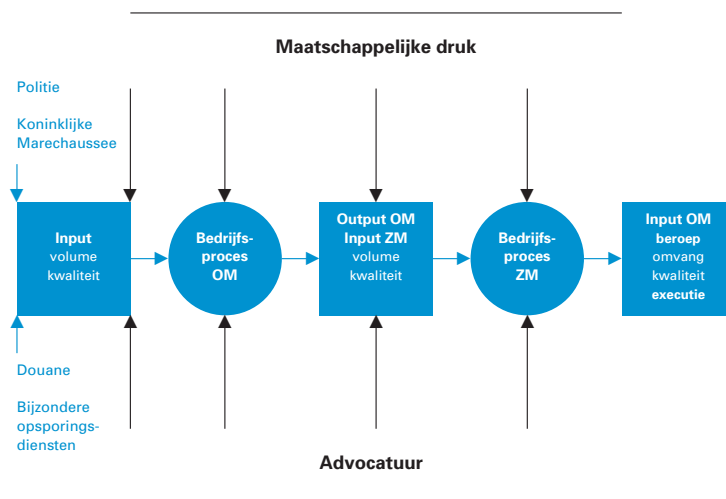 Maatschappelijke druk
Politie
Koninklijke
Marechaussee
Input
volume
kwaliteit
Bedrijfs-
proces
OM
Output OM
Input ZM
volume
kwaliteit
Bedrijfs-
proces
ZM
Input OM
beroep
omvang
kwaliteit
executie
Douane
Bijzondere
opsporings-
diensten
Advocatuur